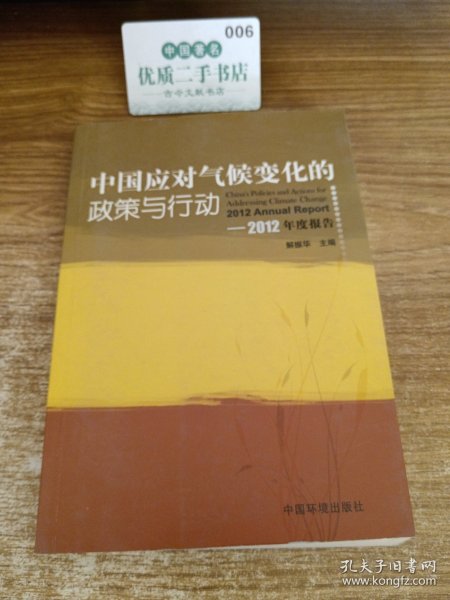 006
中国著名
优质二手书店
古今文献书店
中国应对气候变化的
政策与行动
China's Policies and Actions for
Addressing Climate Change
2012 Annual Report
—2012年度报告
解振华 主编
中国环境出版社
孔夫子旧书网
www.kongfz.com